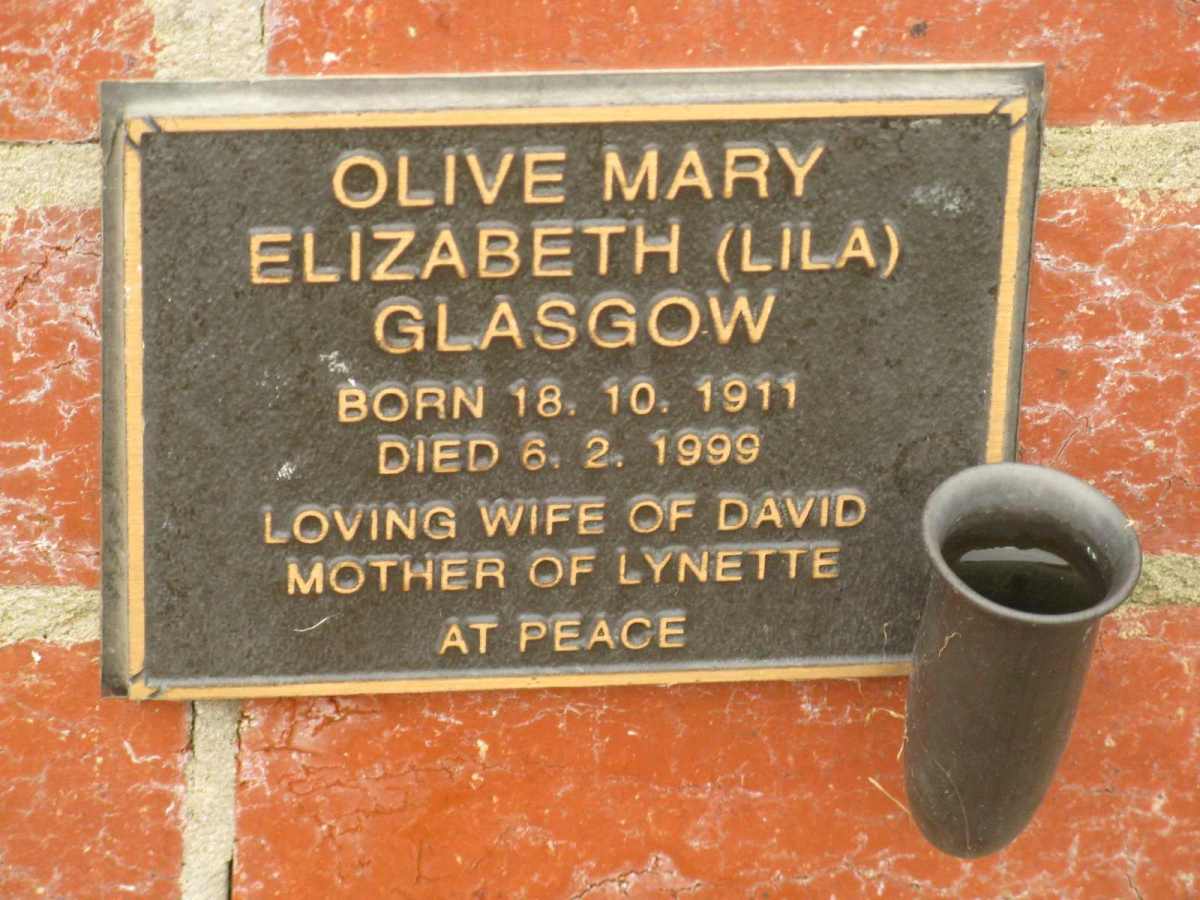 OLIVE MARY
ELIZABETH (LILA)
GLASGOW
BORN 18. 10. 1911
DIED 6. 2. 1999
LOVING WIFE OF DAVID
MOTHER OF LYNETTE
AT PEACE